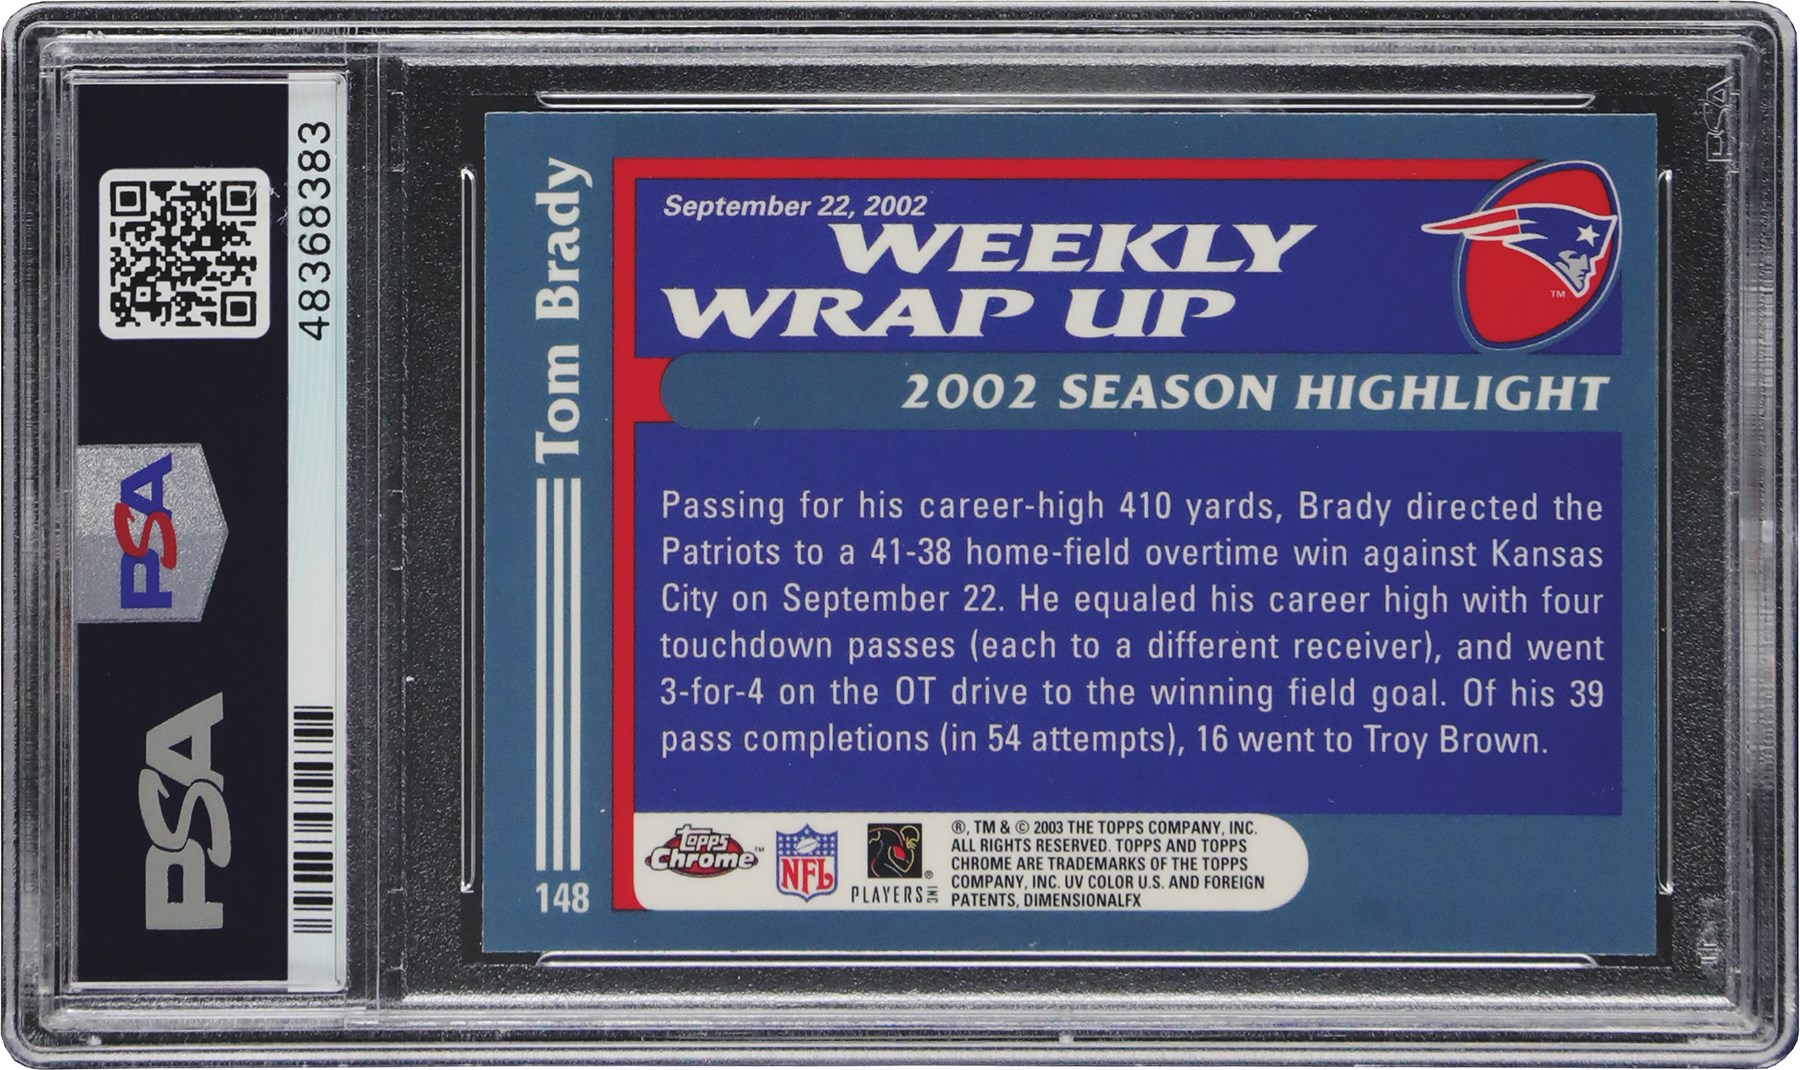 48368383
PSA
PSA
PSA
Tom Brady
148
September 22, 2002
WEEKLY
WRAP UP
TM
2002 SEASON HIGHLIGHT
Passing for his career-high 410 yards, Brady directed the
Patriots to a 41-38 home-field overtime win against Kansas
City on September 22. He equaled his career high with four
touchdown passes (each to a different receiver), and went
3-for-4 on the OT drive to the winning field goal. Of his 39
pass completions (in 54 attempts), 16 went to Troy Brown.
Topps
Chrome™
NFL
PLAYERS INC ®
®, TM & © 2003 THE TOPPS COMPANY, INC.
ALL RIGHTS RESERVED. TOPPS AND TOPPS
CHROME ARE TRADEMARKS OF THE TOPPS
COMPANY, INC. UV COLOR U.S. AND FOREIGN
PATENTS, DIMENSIONALFX